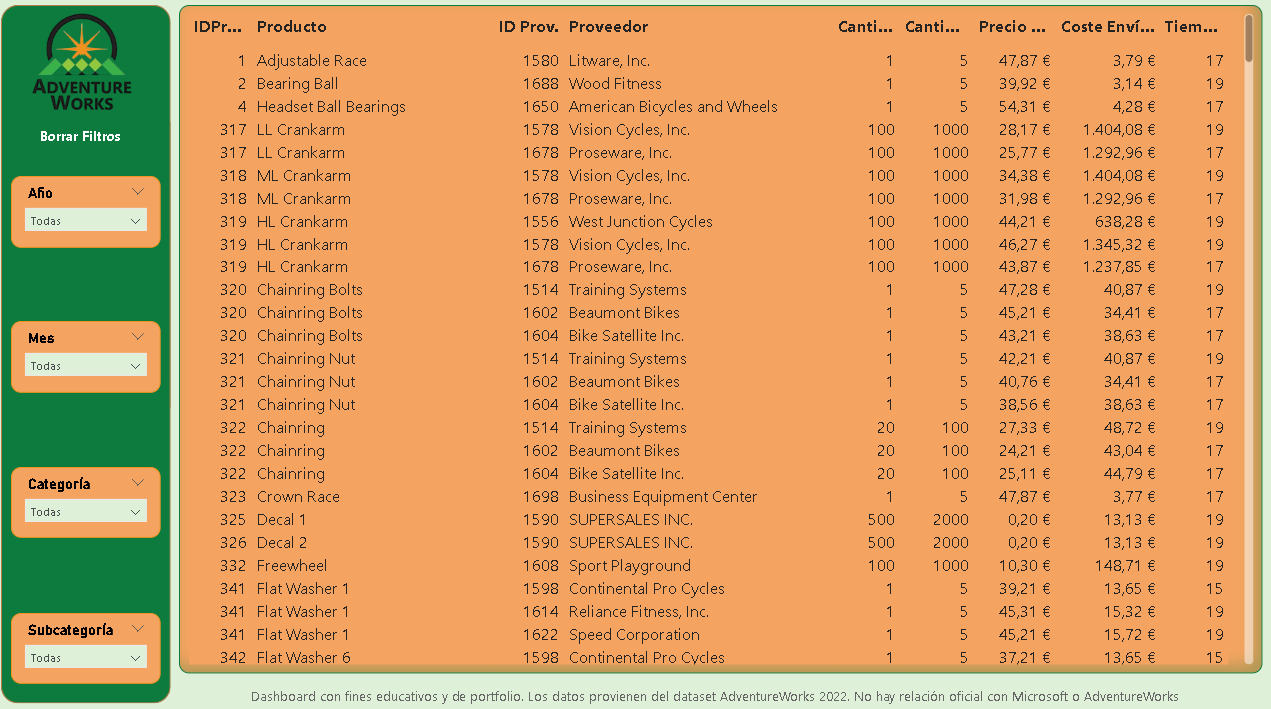 ADVENTURE
WORKS
Borrar Filtros
Año
Todas
Mes
Todas
Categoría
Todas
Subcategoría
Todas
IDPr... Producto ID Prov. Proveedor Canti... Canti... Precio ... Coste Enví... Tiem...
1 Adjustable Race 1580 Litware, Inc. 1 5 47,87 € 3,79 € 17
2 Bearing Ball 1688 Wood Fitness 1 5 39,92 € 3,14 € 19
4 Headset Ball Bearings 1650 American Bicycles and Wheels 1 5 54,31 € 4,28 € 17
317 LL Crankarm 1578 Vision Cycles, Inc. 100 1000 28,17 € 1.404,08 € 19
317 LL Crankarm 1678 Proseware, Inc. 100 1000 25,77 € 1.292,96 € 17
318 ML Crankarm 1578 Vision Cycles, Inc. 100 1000 34,38 € 1.404,08 € 19
318 ML Crankarm 1678 Proseware, Inc. 100 1000 31,98 € 1.292,96 € 17
319 HL Crankarm 1556 West Junction Cycles 100 1000 44,21 € 638,28 € 19
319 HL Crankarm 1578 Vision Cycles, Inc. 100 1000 46,27 € 1.345,32 € 19
319 HL Crankarm 1678 Proseware, Inc. 100 1000 43,87 € 1.237,85 € 17
320 Chainring Bolts 1514 Training Systems 1 5 47,28 € 40,87 € 19
320 Chainring Bolts 1602 Beaumont Bikes 1 5 45,21 € 34,41 € 17
320 Chainring Bolts 1604 Bike Satellite Inc. 1 5 43,21 € 38,63 € 17
321 Chainring Nut 1514 Training Systems 1 5 42,21 € 40,87 € 19
321 Chainring Nut 1602 Beaumont Bikes 1 5 40,76 € 34,41 € 17
321 Chainring Nut 1604 Bike Satellite Inc. 1 5 38,56 € 38,63 € 17
322 Chainring 1514 Training Systems 20 100 27,33 € 48,72 € 19
322 Chainring 1602 Beaumont Bikes 20 100 24,21 € 43,04 € 17
322 Chainring 1604 Bike Satellite Inc. 20 100 25,11 € 44,79 € 17
323 Crown Race 1698 Business Equipment Center 1 5 47,87 € 3,77 € 17
325 Decal 1 1590 SUPERSALES INC. 500 2000 0,20 € 13,13 € 19
326 Decal 2 1590 SUPERSALES INC. 500 2000 0,20 € 13,13 € 19
332 Freewheel 1608 Sport Playground 100 1000 10,30 € 148,71 € 19
341 Flat Washer 1 1598 Continental Pro Cycles 1 5 39,21 € 13,65 € 15
341 Flat Washer 1 1614 Reliance Fitness, Inc. 1 5 45,31 € 15,32 € 19
341 Flat Washer 1 1622 Speed Corporation 1 5 45,21 € 15,72 € 19
342 Flat Washer 6 1598 Continental Pro Cycles 1 5 37,21 € 13,65 € 15
Dashboard con fines educativos y de portfolio. Los datos provienen del dataset AdventureWorks 2022. No hay relación oficial con Microsoft o AdventureWorks